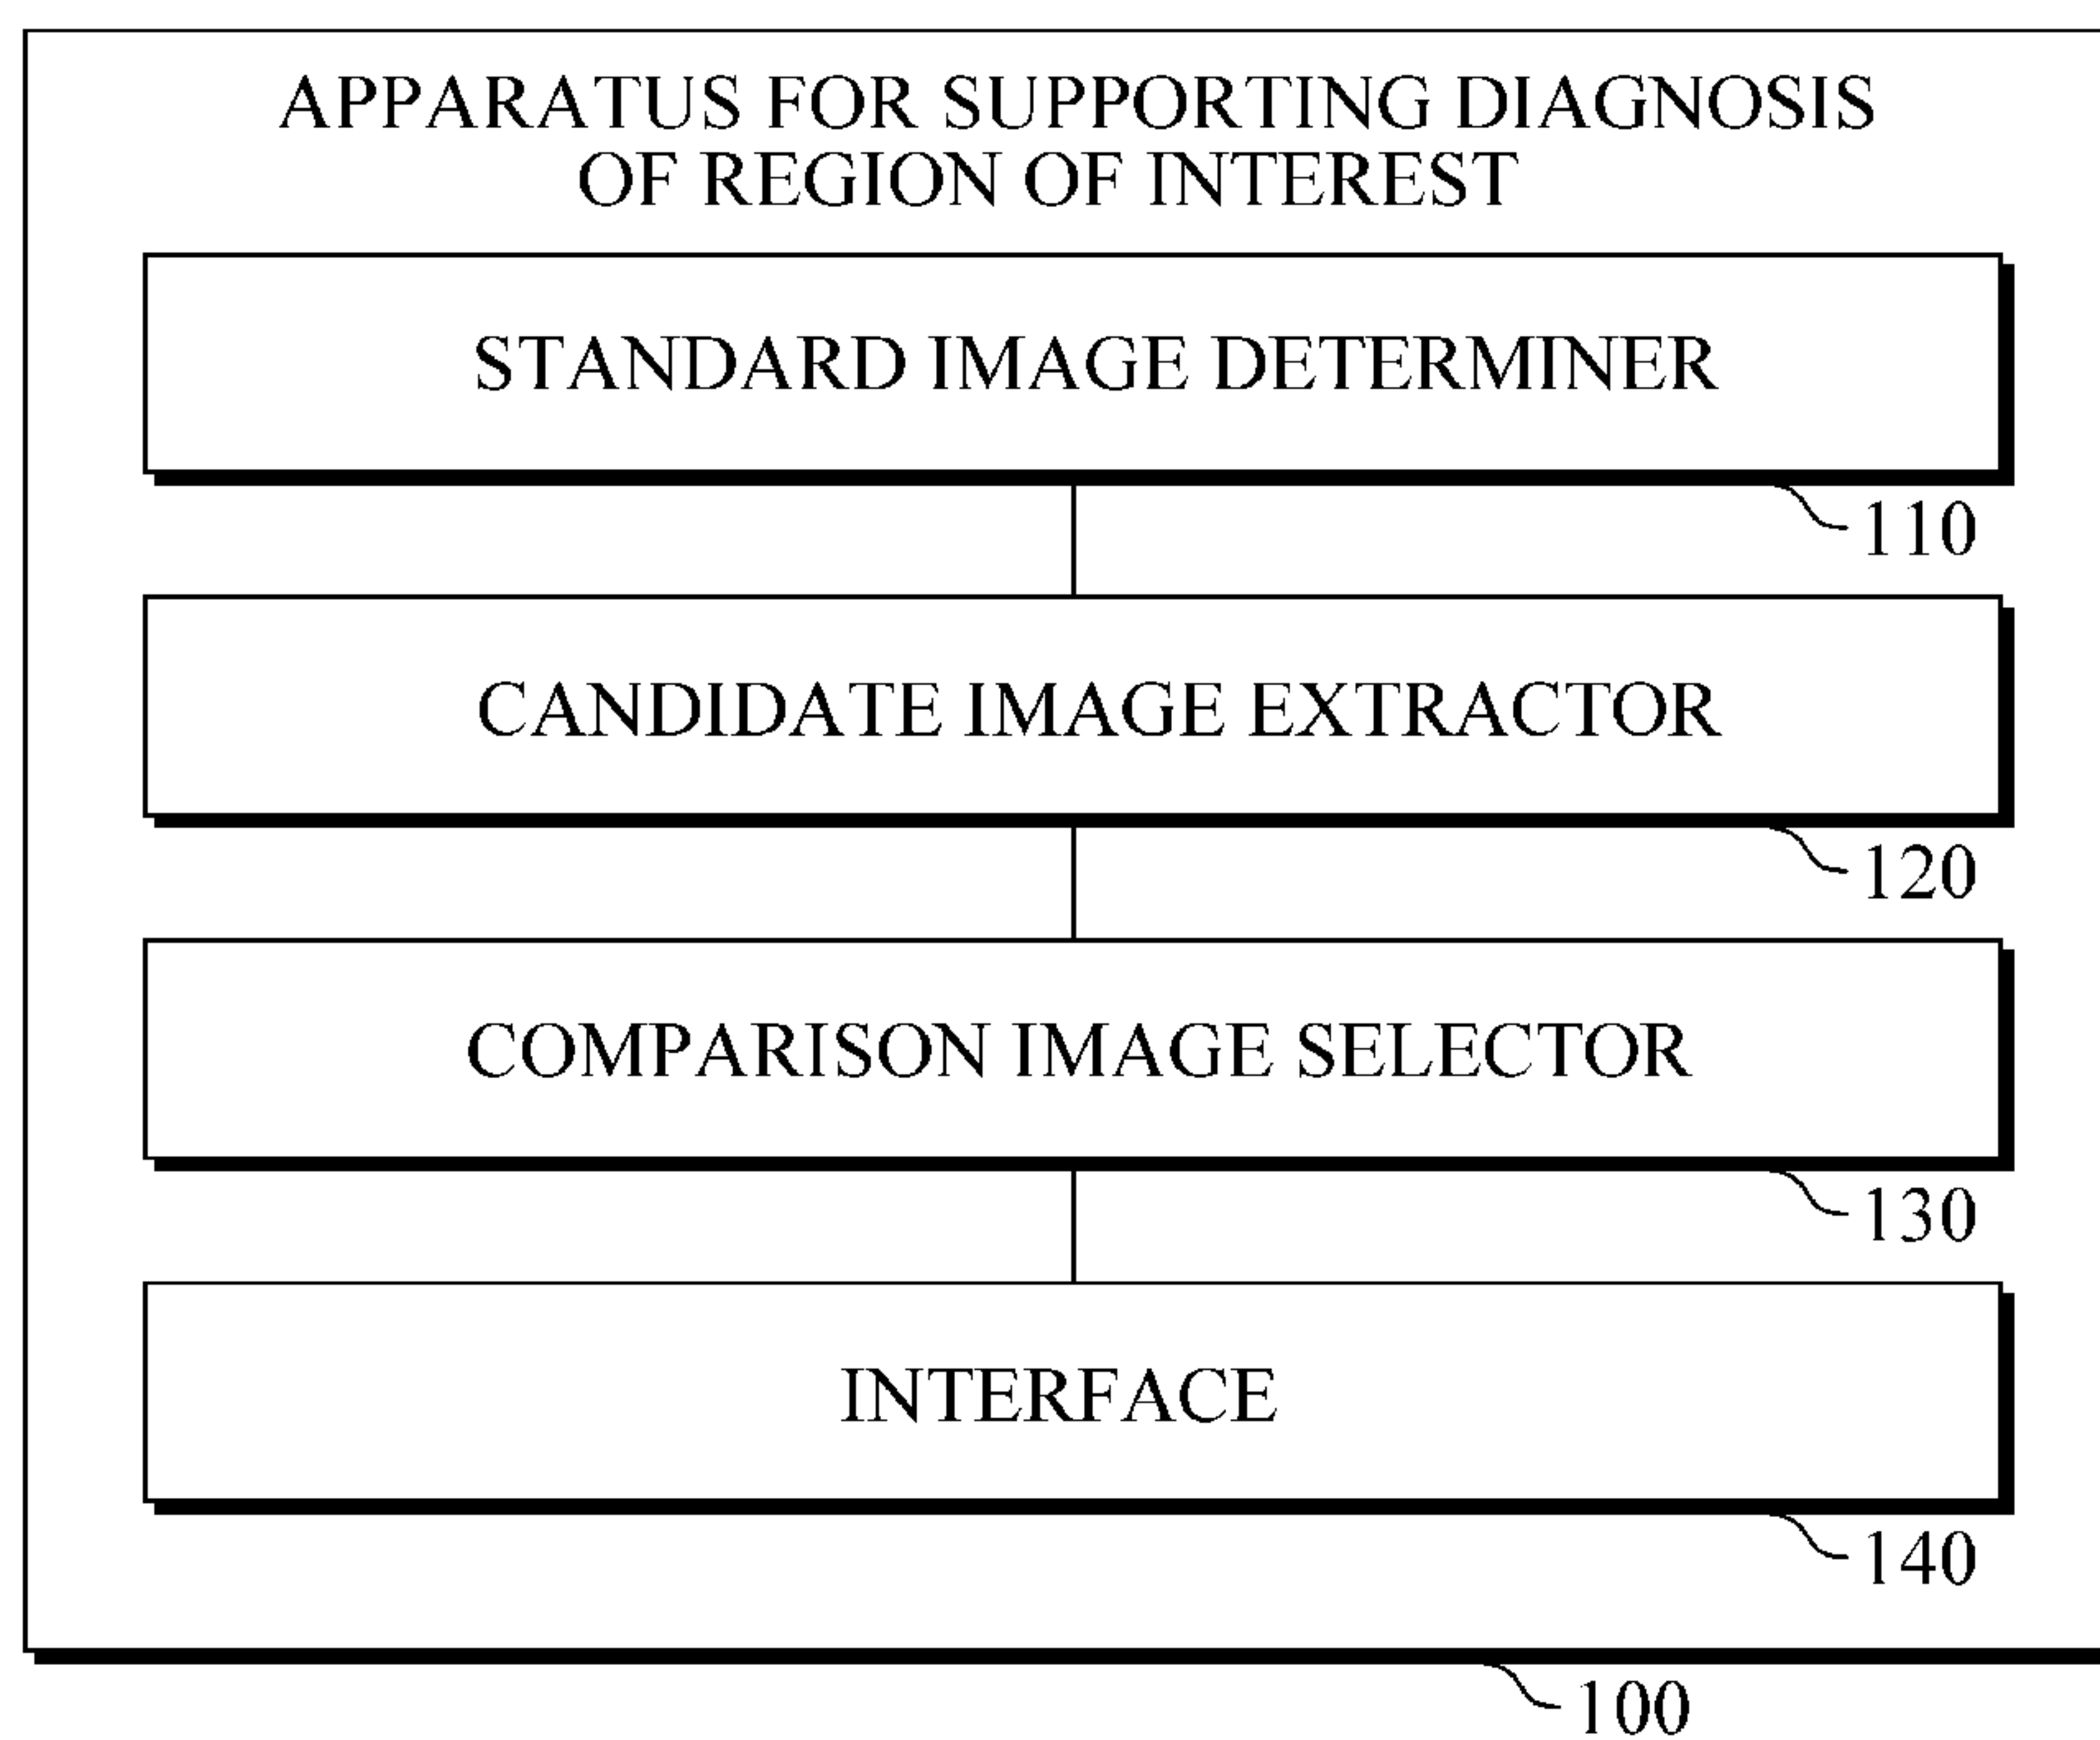 APPARATUS FOR SUPPORTING DIAGNOSIS
OF REGION OF INTEREST
STANDARD IMAGE DETERMINER
110
CANDIDATE IMAGE EXTRACTOR
120
COMPARISON IMAGE SELECTOR
130
INTERFACE
140
100